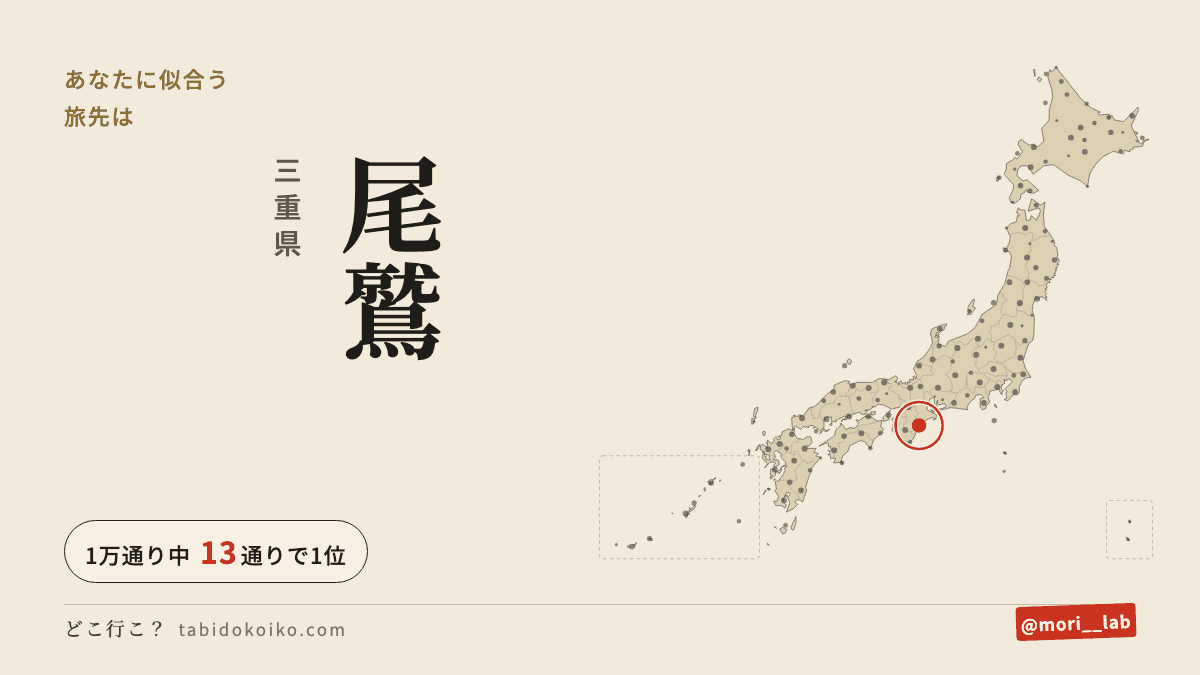 あなたに似合う
旅先は
尾鷲
三重県
1万通り中 13通りで1位
どこ行こ? tabidokoiko.com
@mori__lab